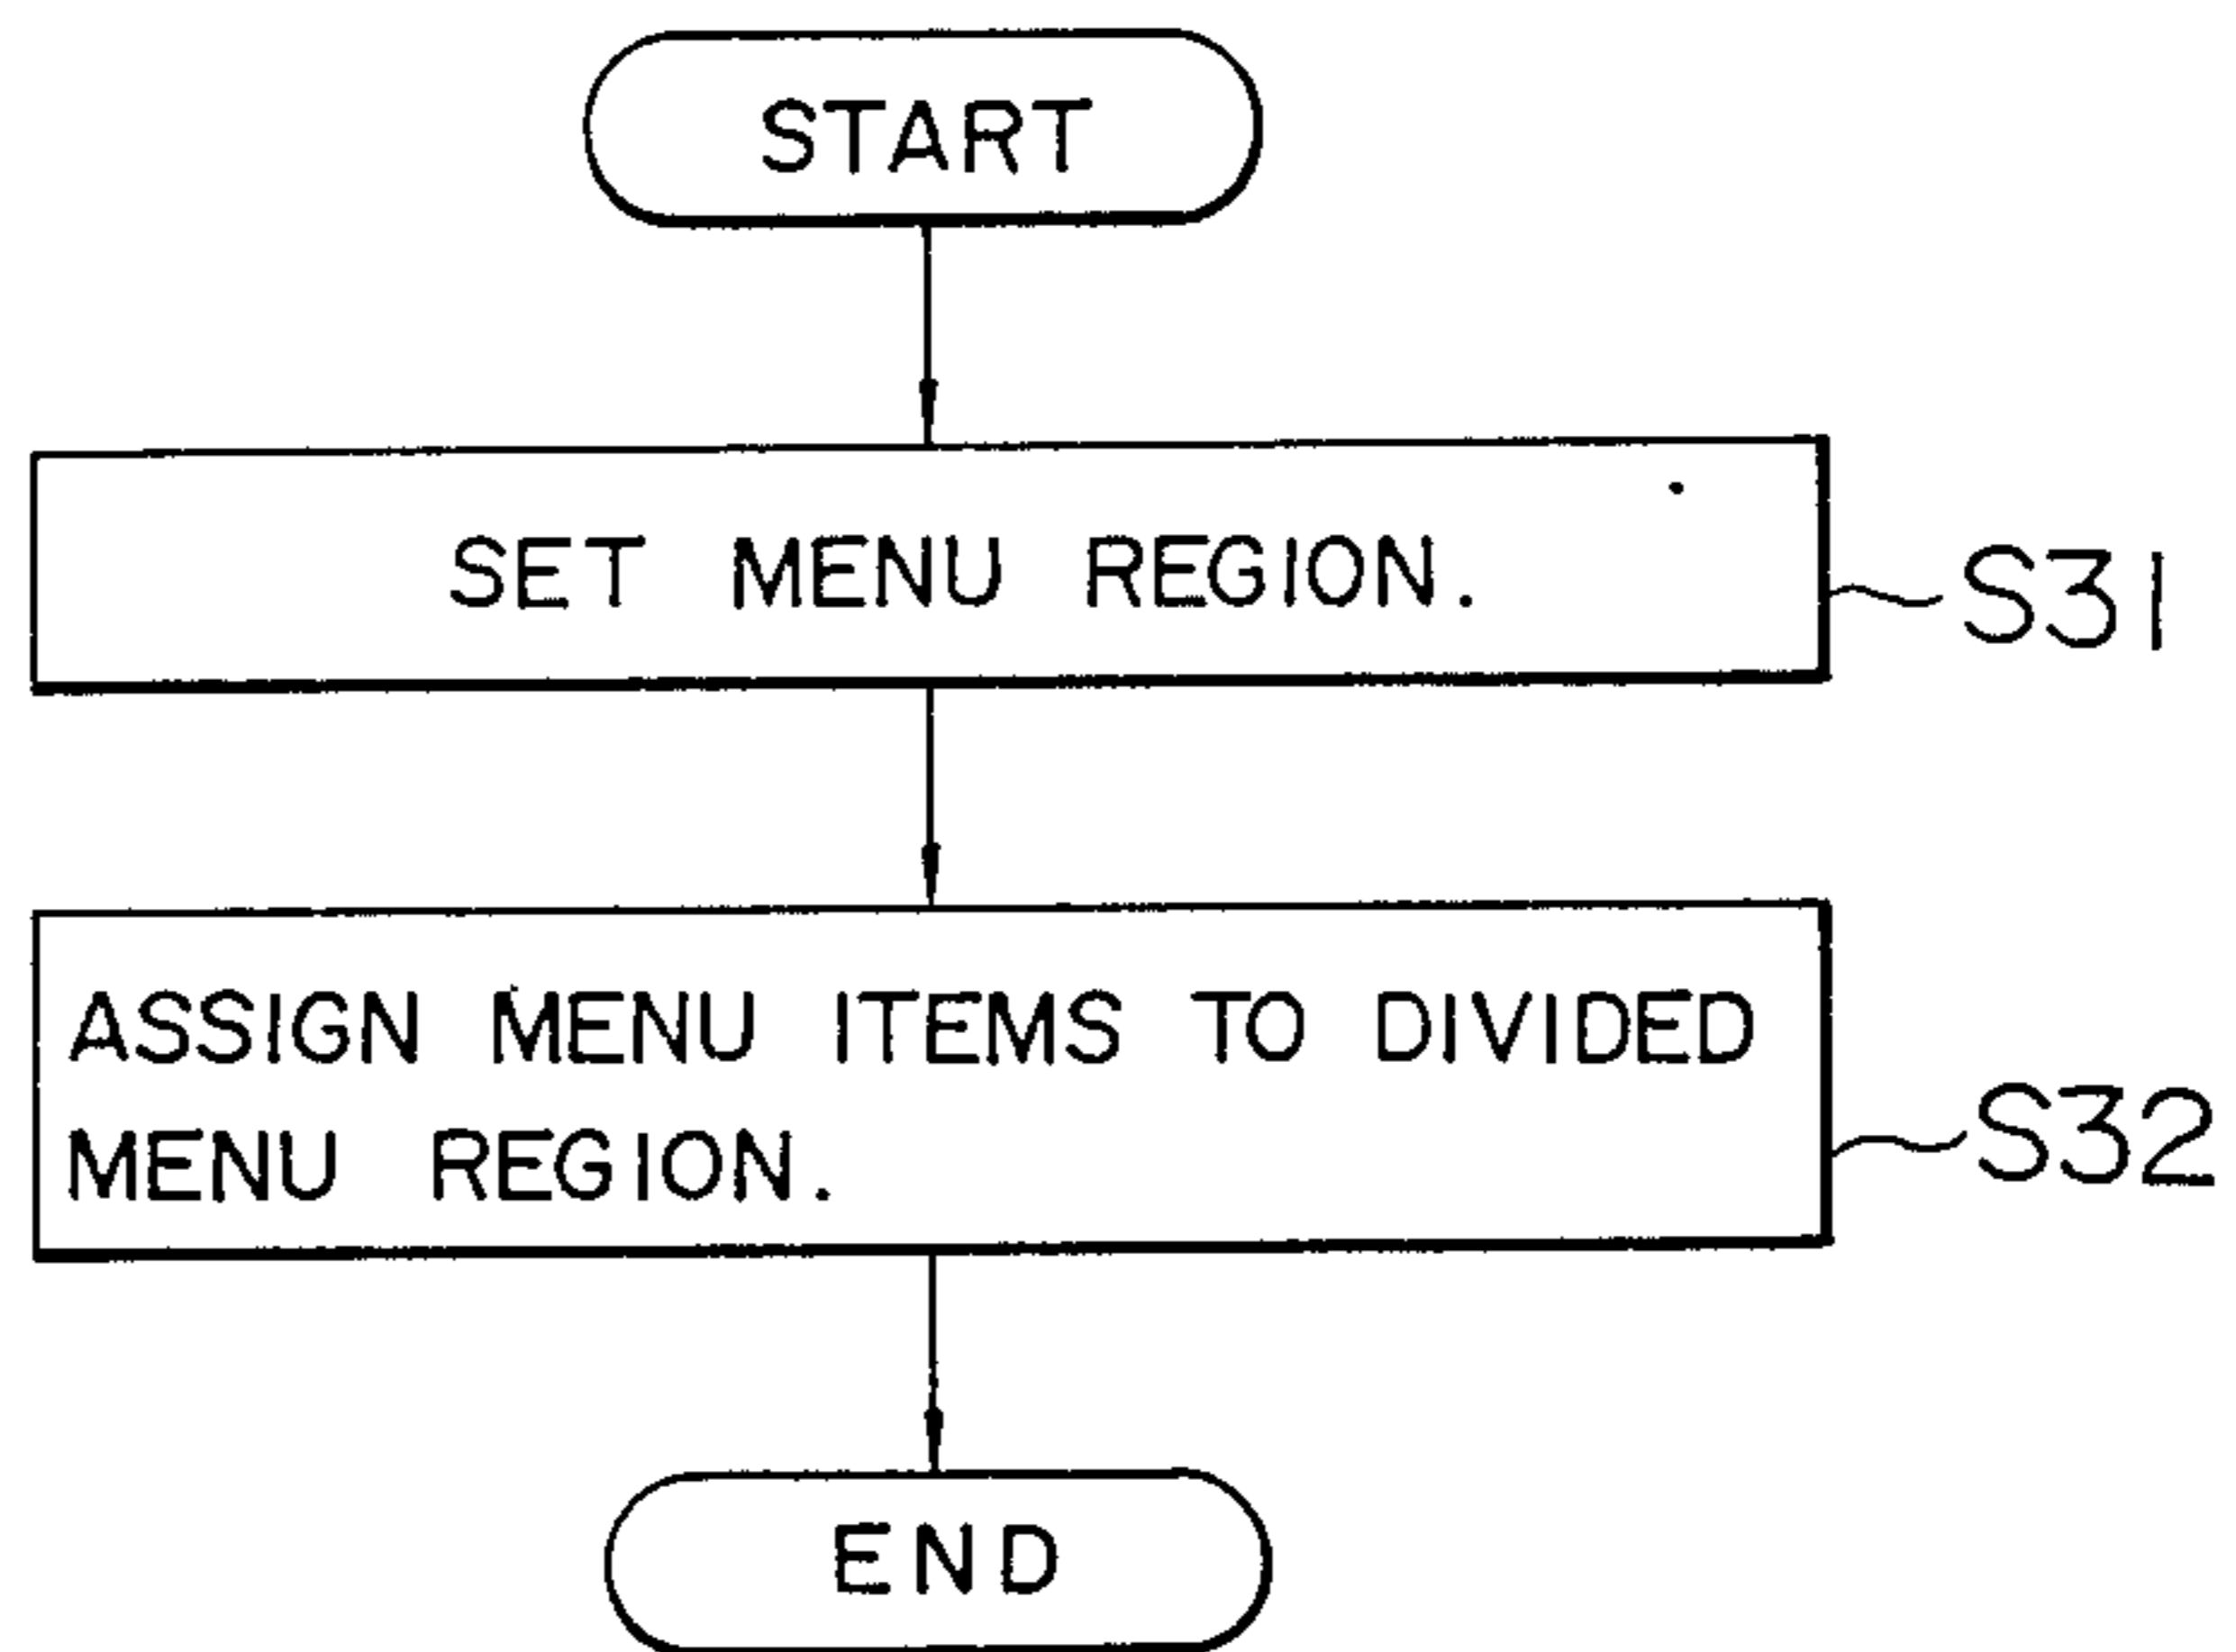 START
SET MENU REGION.
S31
ASSIGN MENU ITEMS TO DIVIDED
MENU REGION.
S32
END